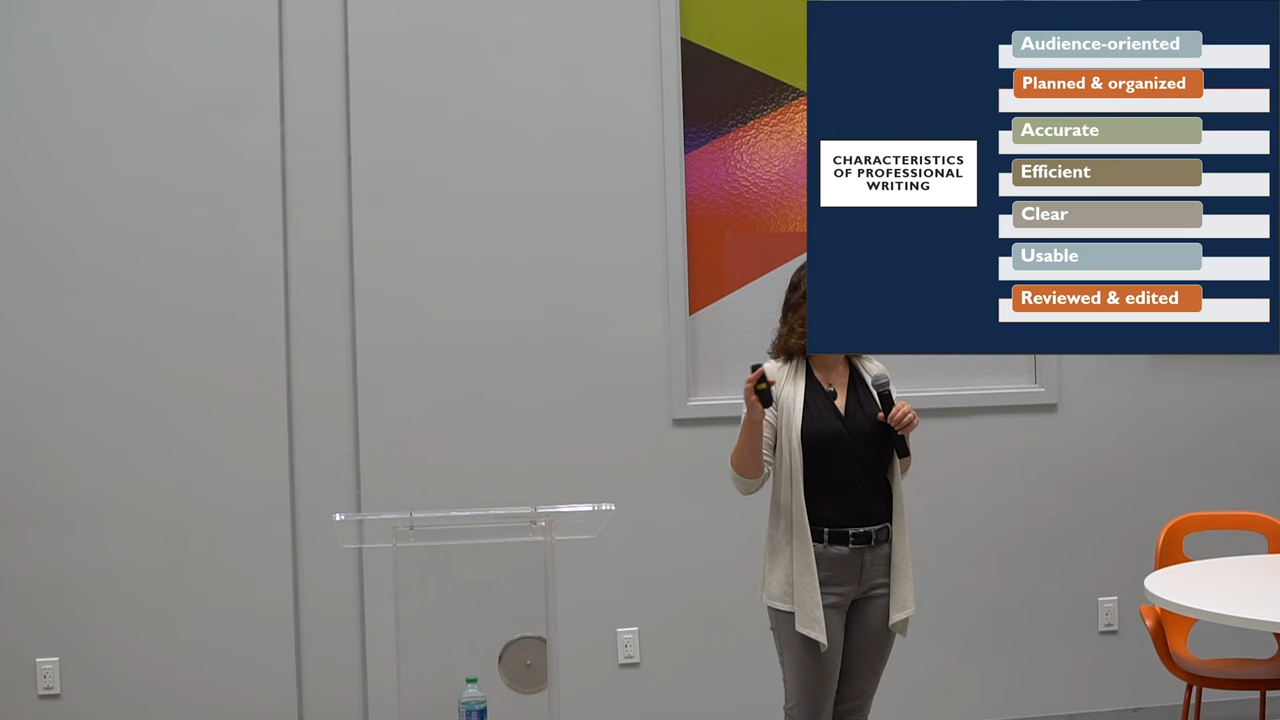 CHARACTERISTICS
OF PROFESSIONAL
WRITING
Audience-oriented
Planned & organized
Accurate
Efficient
Clear
Usable
Reviewed & edited